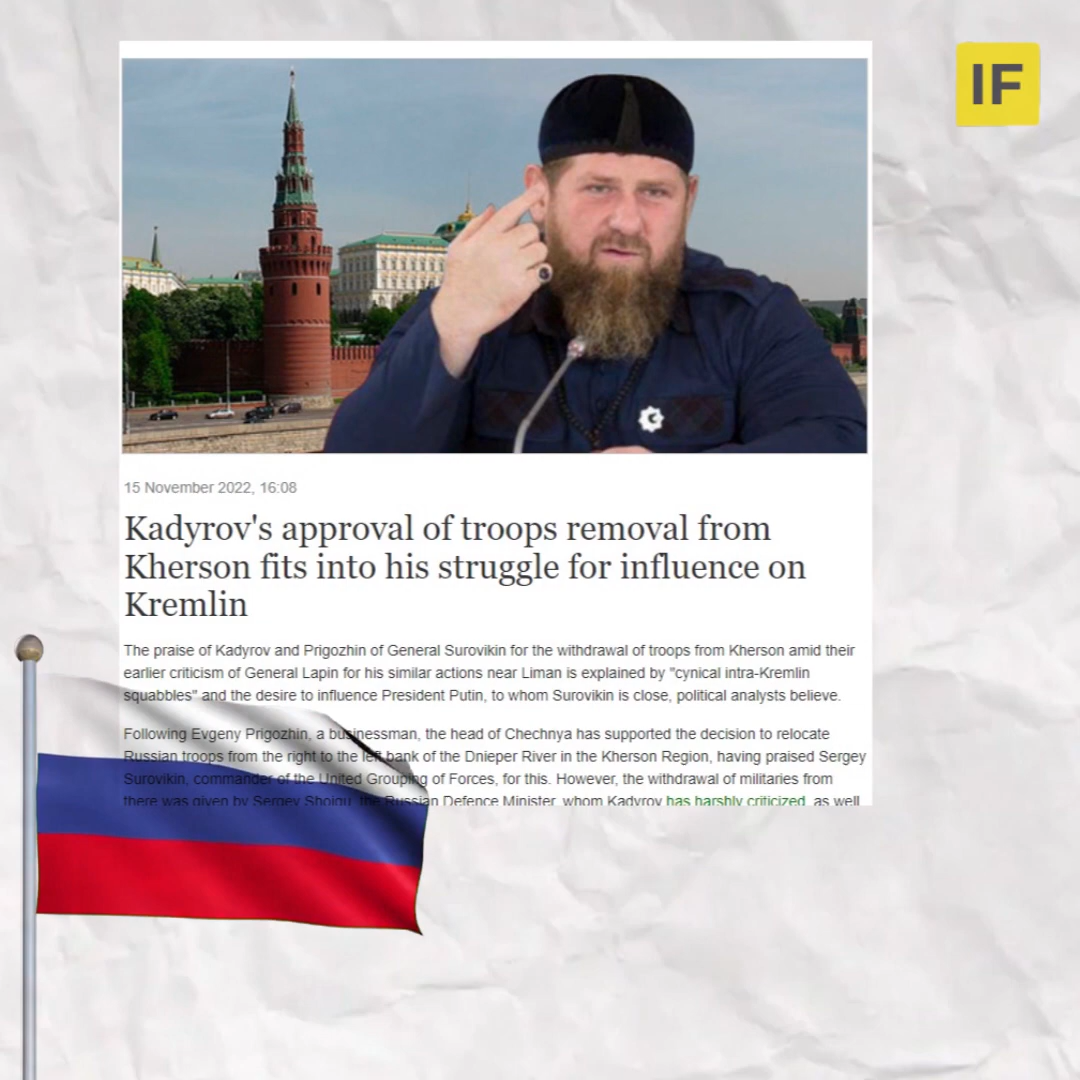 IF
15 November 2022, 16:08
Kadyrov's approval of troops removal from
Kherson fits into his struggle for influence on
Kremlin
The praise of Kadyrov and Prigozhin of General Surovikin for the withdrawal of troops from Kherson amid their
earlier criticism of General Lapin for his similar actions near Liman is explained by "cynical intra-Kremlin
squabbles" and the desire to influence President Putin, to whom Surovikin is close, political analysts believe.
Following Evgeny Prigozhin, a businessman, the head of Chechnya has supported the decision to relocate
Russian troops from the right to the left bank of the Dnieper River in the Kherson Region, having praised Sergey
Surovikin, commander of the United Grouping of Forces, for this. However, the withdrawal of militaries from
there was given by Sergey Shoigu, the Russian Defence Minister, whom Kadyrov has harshly criticized, as well